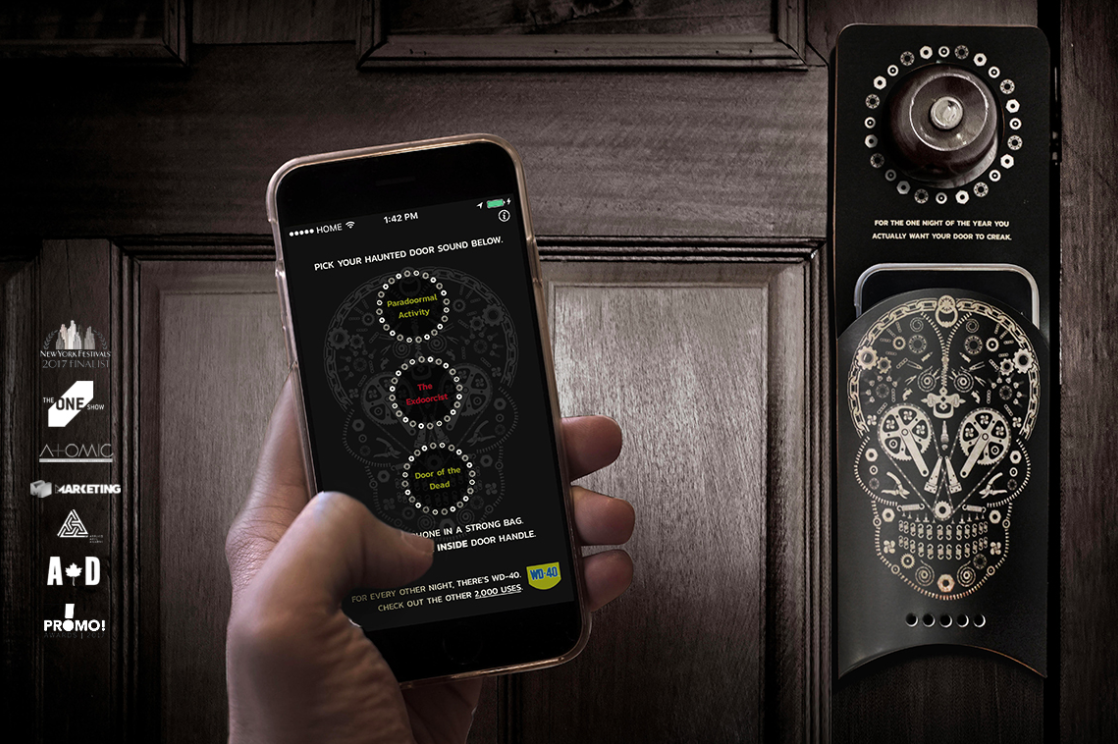 NEW YORK FESTIVALS
2017 FINALIST
THE ONE SHOW
ATOMIC
MARKETING
A D
PROMO!
AWARDS 2017
HOME
1:42 PM
PICK YOUR HAUNTED DOOR SOUND BELOW.
Paradoormal
Activity
The
Exdoorcist
Door of the
Dead
PHONE IN A STRONG BAG.
INSIDE DOOR HANDLE.
FOR EVERY OTHER NIGHT, THERE'S WD-40.
CHECK OUT THE OTHER 2,000 USES.
WD-40
FOR THE ONE NIGHT OF THE YEAR YOU
ACTUALLY WANT YOUR DOOR TO CREAK.